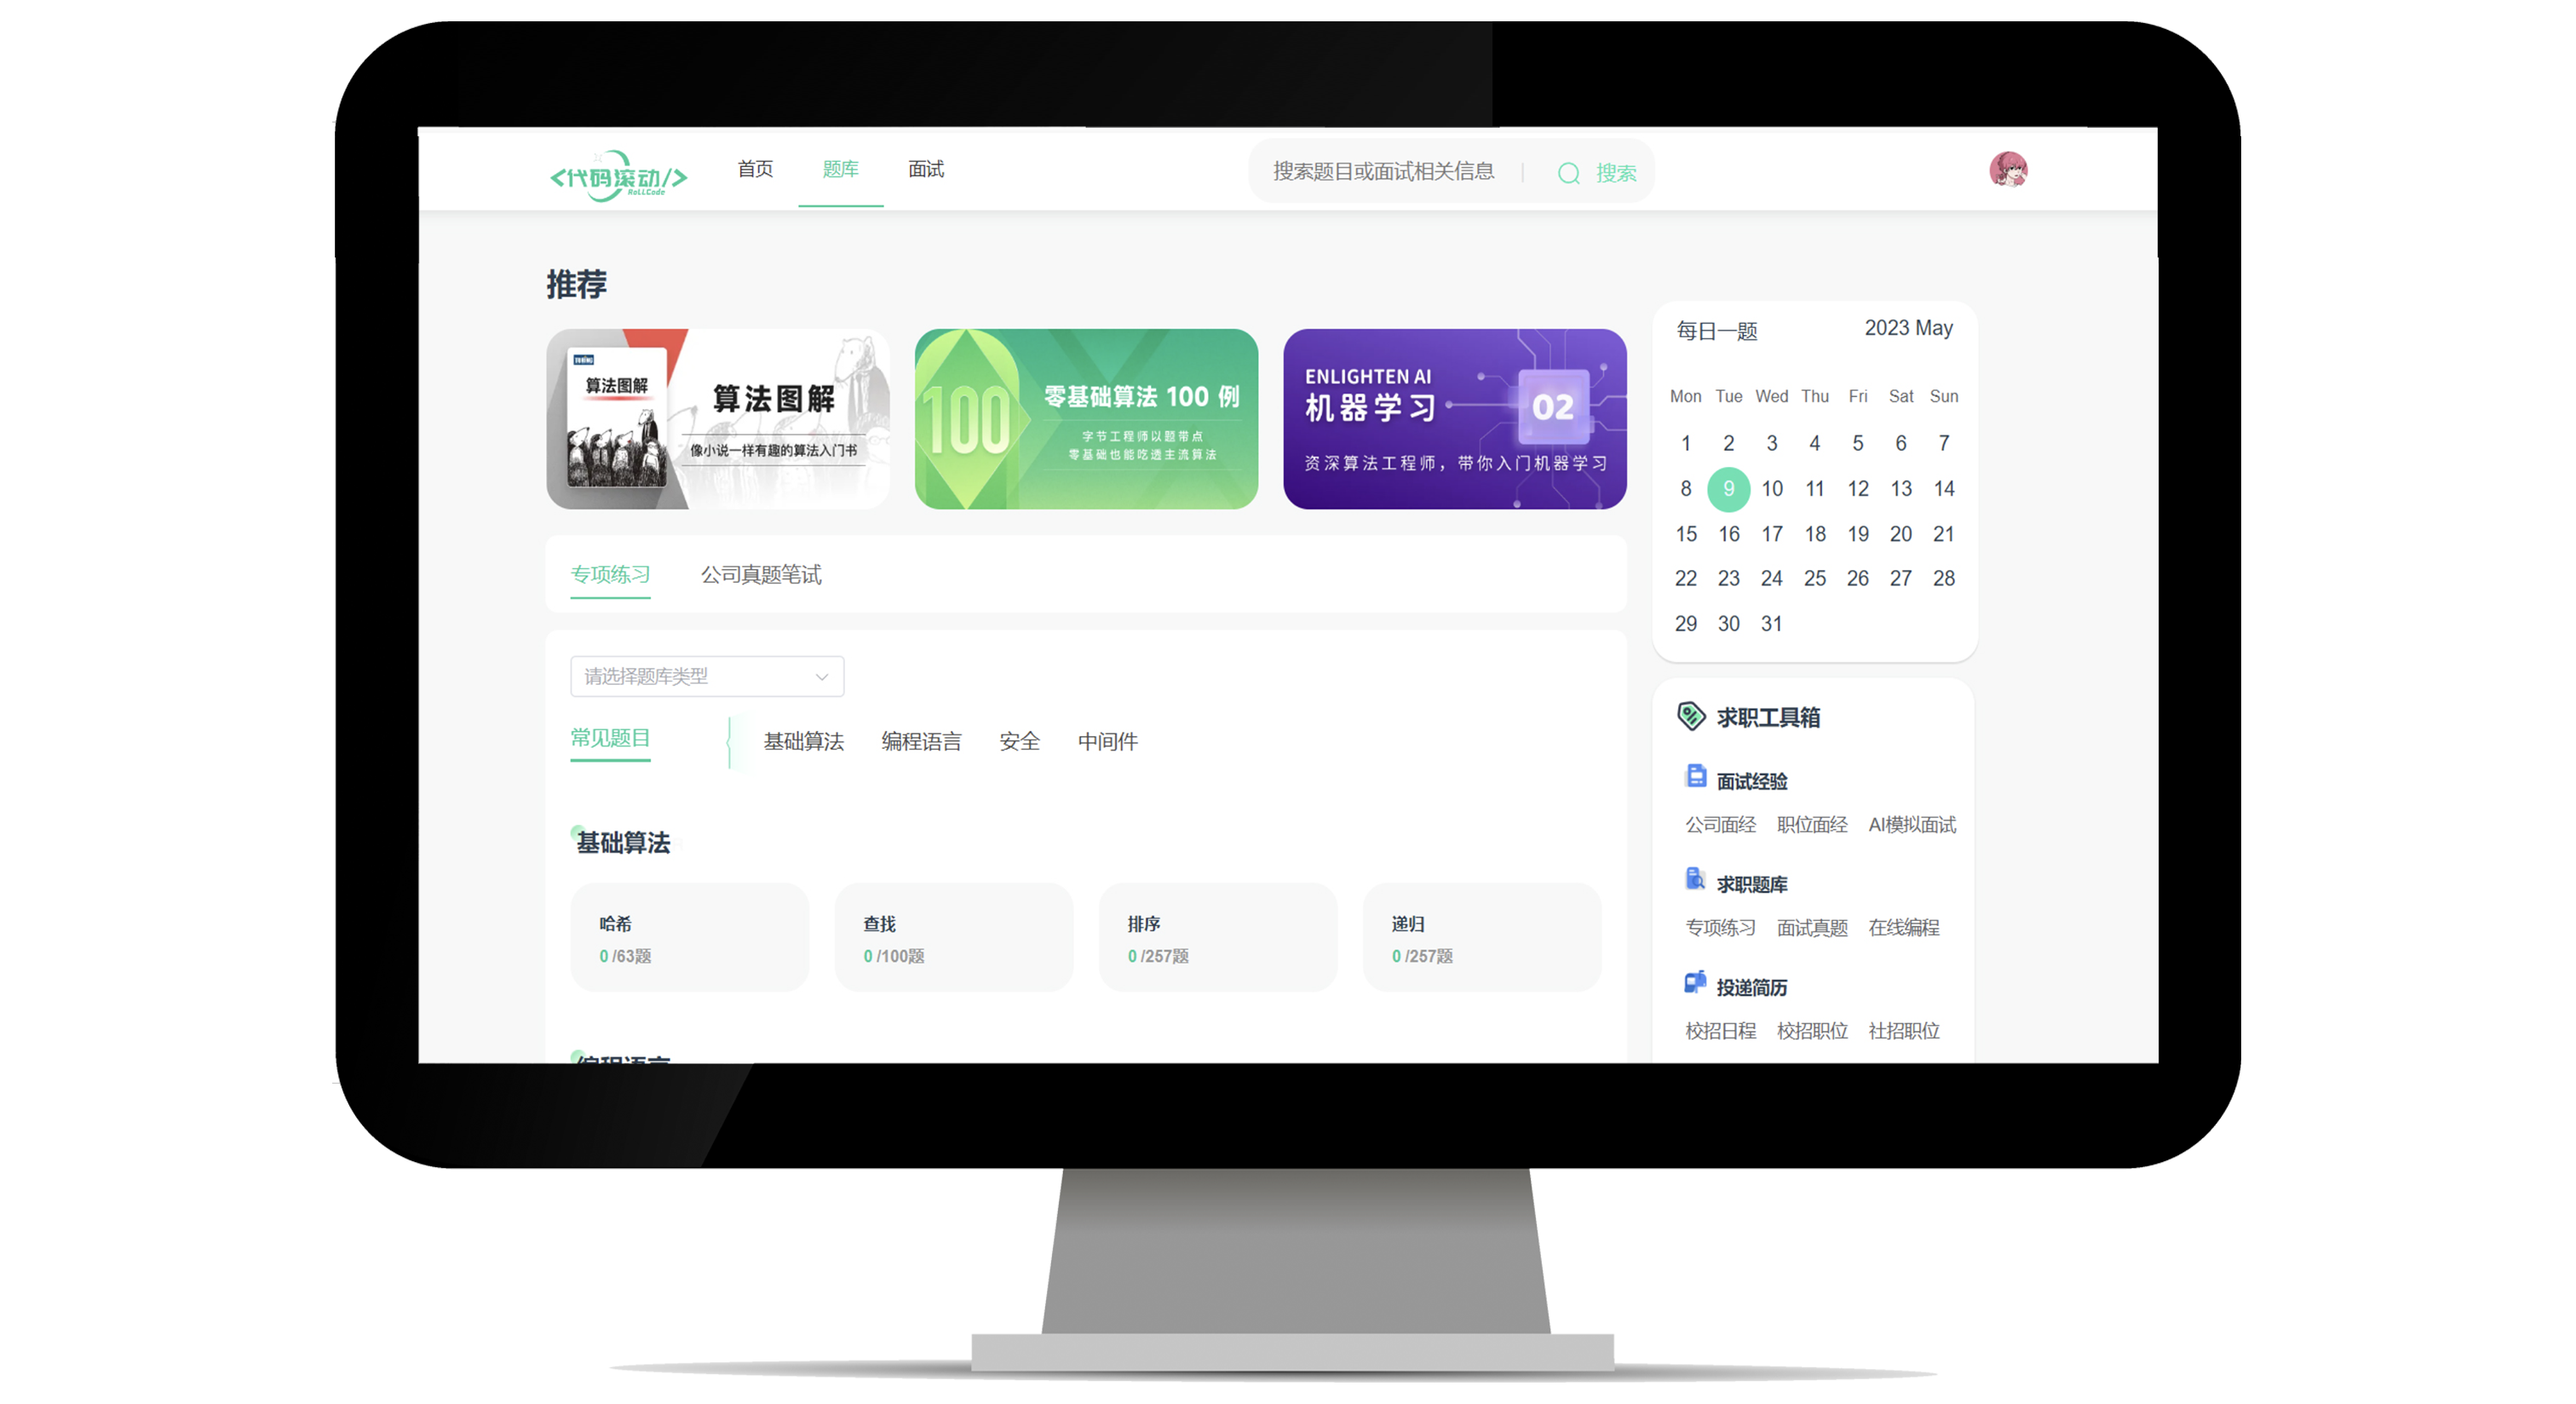 <代码滚动/>
RollCode
首页 题库 面试
搜索题目或面试相关信息 搜索
推荐
TURING
算法图解
算法图解
像小说一样有趣的算法入门书
100
零基础算法 100 例
字节工程师以题带点
零基础也能吃透主流算法
ENLIGHTEN AI
机器学习
02
资深算法工程师，带你入门机器学习
每日一题 2023 May
Mon Tue Wed Thu Fri Sat Sun
1 2 3 4 5 6 7
8 9 10 11 12 13 14
15 16 17 18 19 20 21
22 23 24 25 26 27 28
29 30 31
专项练习 公司真题笔试
请选择题库类型
常见题目 基础算法 编程语言 安全 中间件
基础算法
哈希
0 /63题
查找
0 /100题
排序
0 /257题
递归
0 /257题
编程语言
求职工具箱
面试经验
公司面经 职位面经 AI模拟面试
求职题库
专项练习 面试真题 在线编程
投递简历
校招日程 校招职位 社招职位